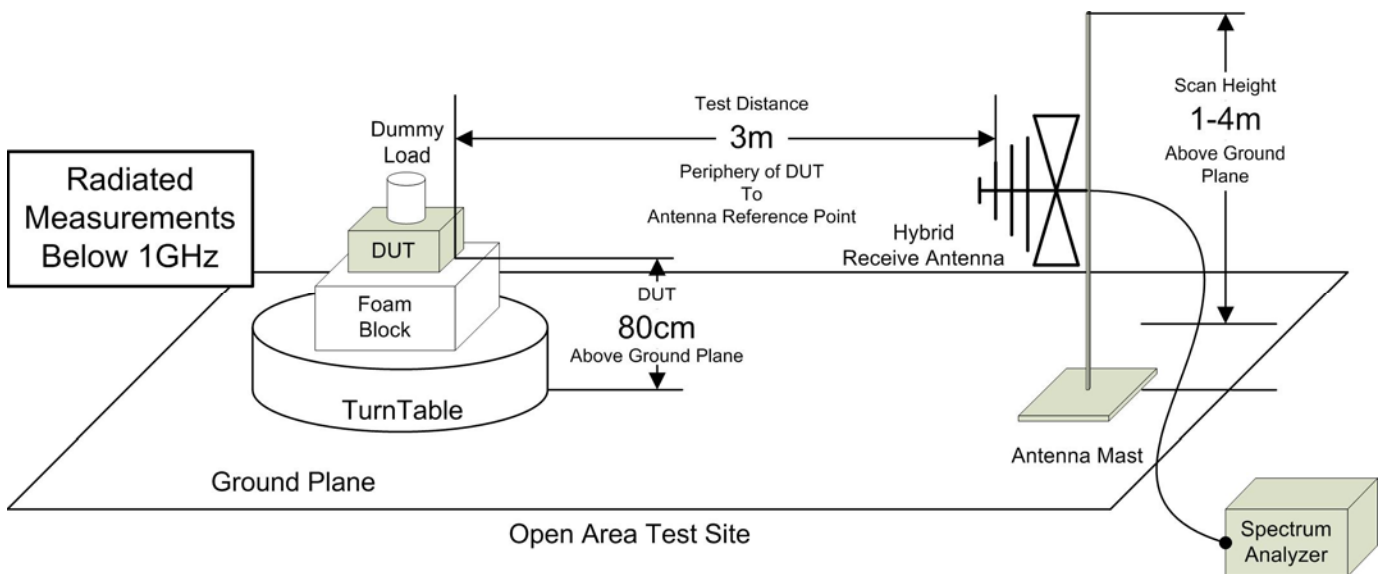 Radiated
Measurements
Below 1GHz
Dummy
Load
DUT
Foam
Block
TurnTable
Test Distance
3m
Periphery of DUT
To
Antenna Reference Point
DUT
80cm
Above Ground Plane
Hybrid
Receive Antenna
Scan Height
1-4m
Above Ground
Plane
Antenna Mast
Ground Plane
Open Area Test Site
Spectrum
Analyzer